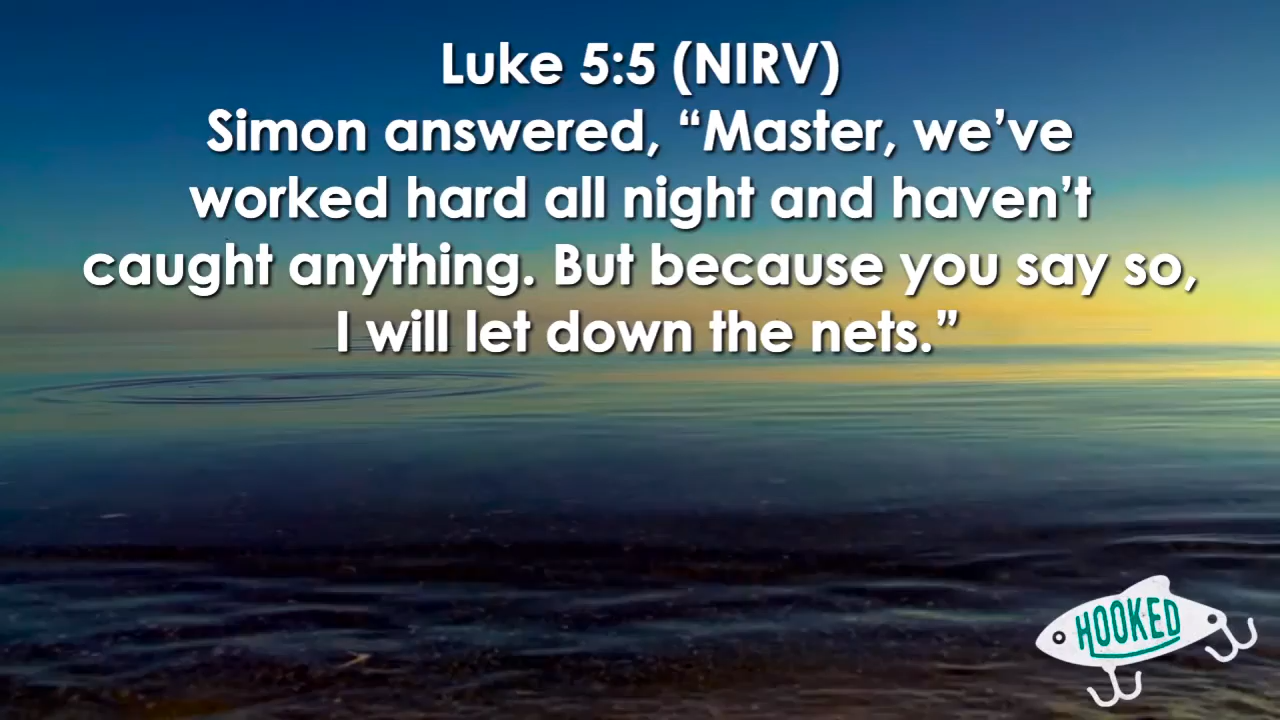 Luke 5:5 (NIRV)
Simon answered, “Master, we’ve
worked hard all night and haven’t
caught anything. But because you say so,
I will let down the nets.”
HOOKED